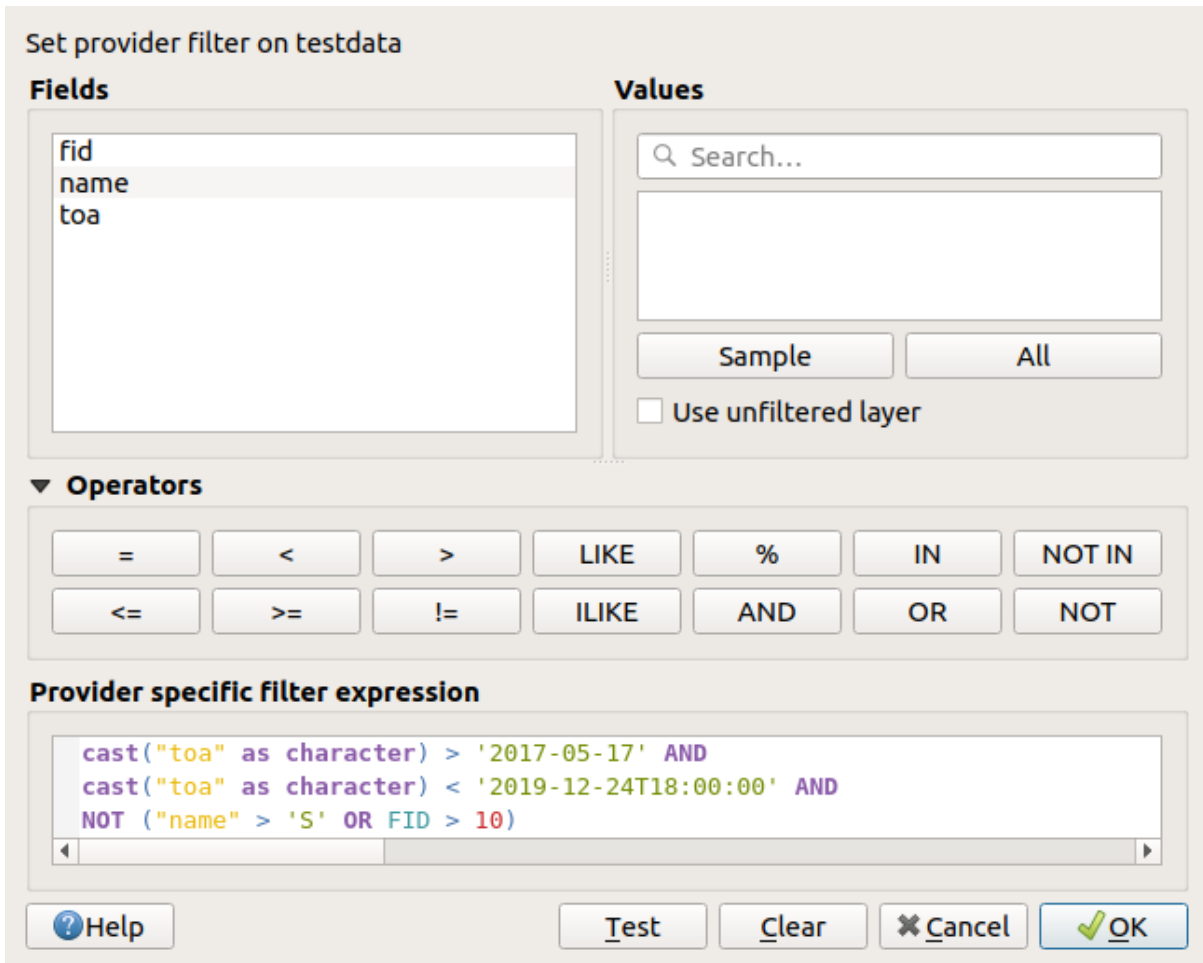 Set provider filter on testdata
Fields
Values
fid
name
toa
Search...
Sample
All
Use unfiltered layer
Operators
= < > LIKE % IN NOT IN
<= >= != ILIKE AND OR NOT
Provider specific filter expression
cast("toa" as character) > '2017-05-17' AND
cast("toa" as character) < '2019-12-24T18:00:00' AND
NOT ("name" > 'S' OR FID > 10)
Help Test Clear Cancel OK